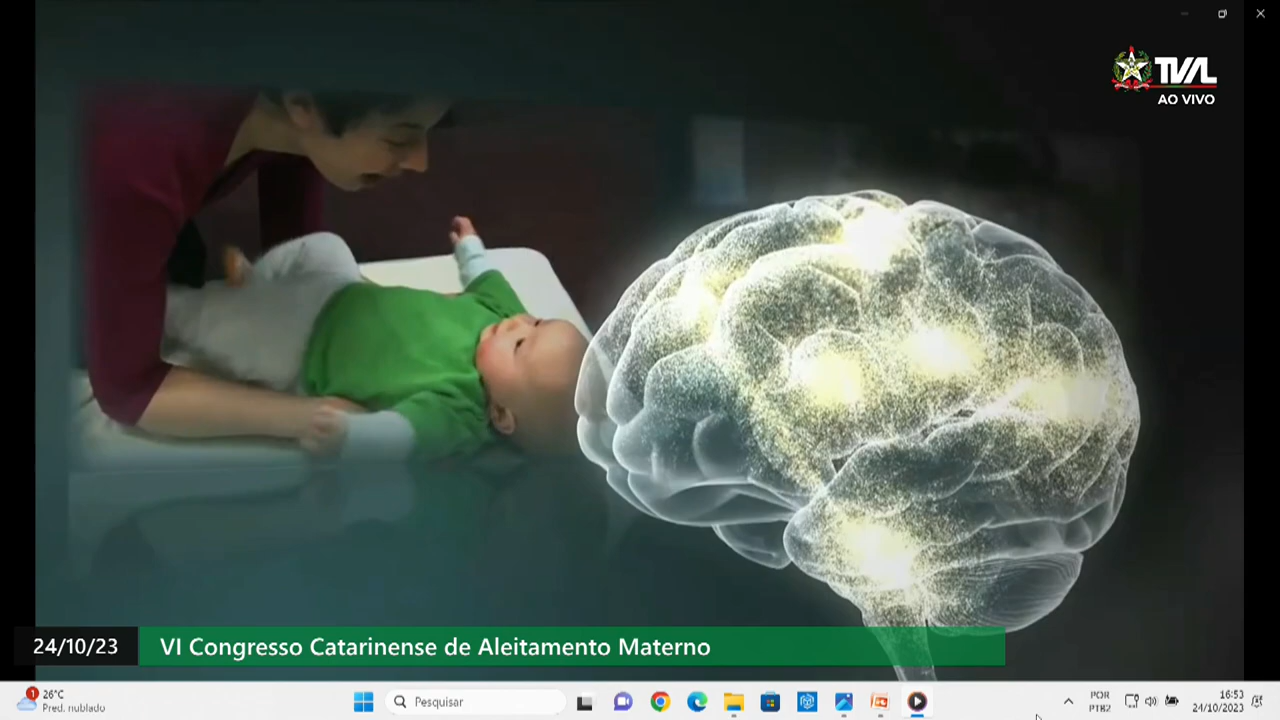 TVAL
AO VIVO
24/10/23
VI Congresso Catarinense de Aleitamento Materno
1
26°C
Pred. nublado
Pesquisar
POR
PTB2
16:53
24/10/2023